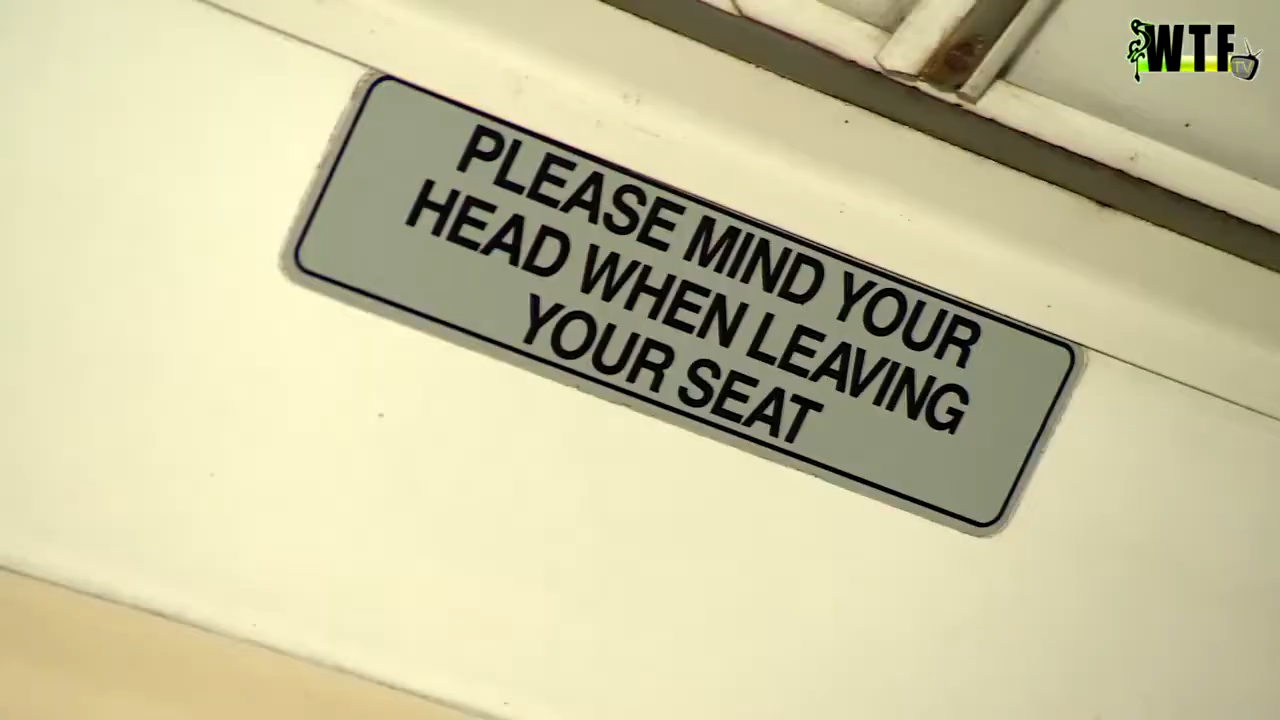 PLEASE MIND YOUR
HEAD WHEN LEAVING
YOUR SEAT
WTF
TV